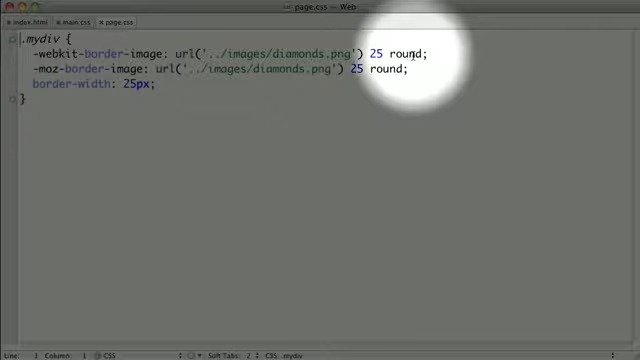 page.css — Web
index.html main.css page.css
.mydiv {
-webkit-border-image: url('../images/diamonds.png') 25 round;
-moz-border-image: url('../images/diamonds.png') 25 round;
border-width: 25px;
}
Line: 1 Column: 1 CSS Soft Tabs: 2 CSS: .mydiv